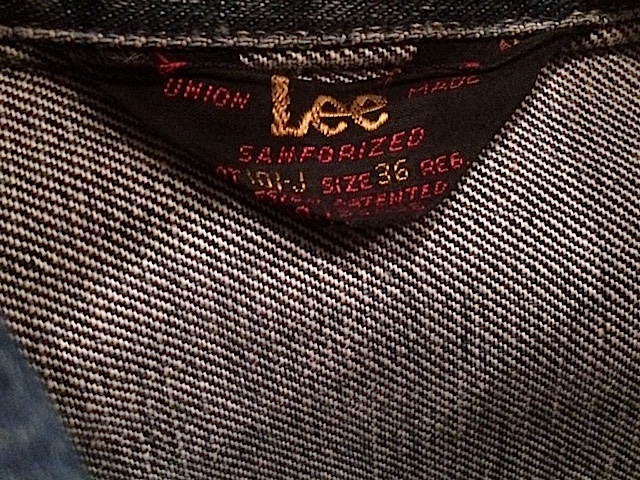 UNION Lee MADE
SANFORIZED
101-J SIZE 36 REG.
PATENTED